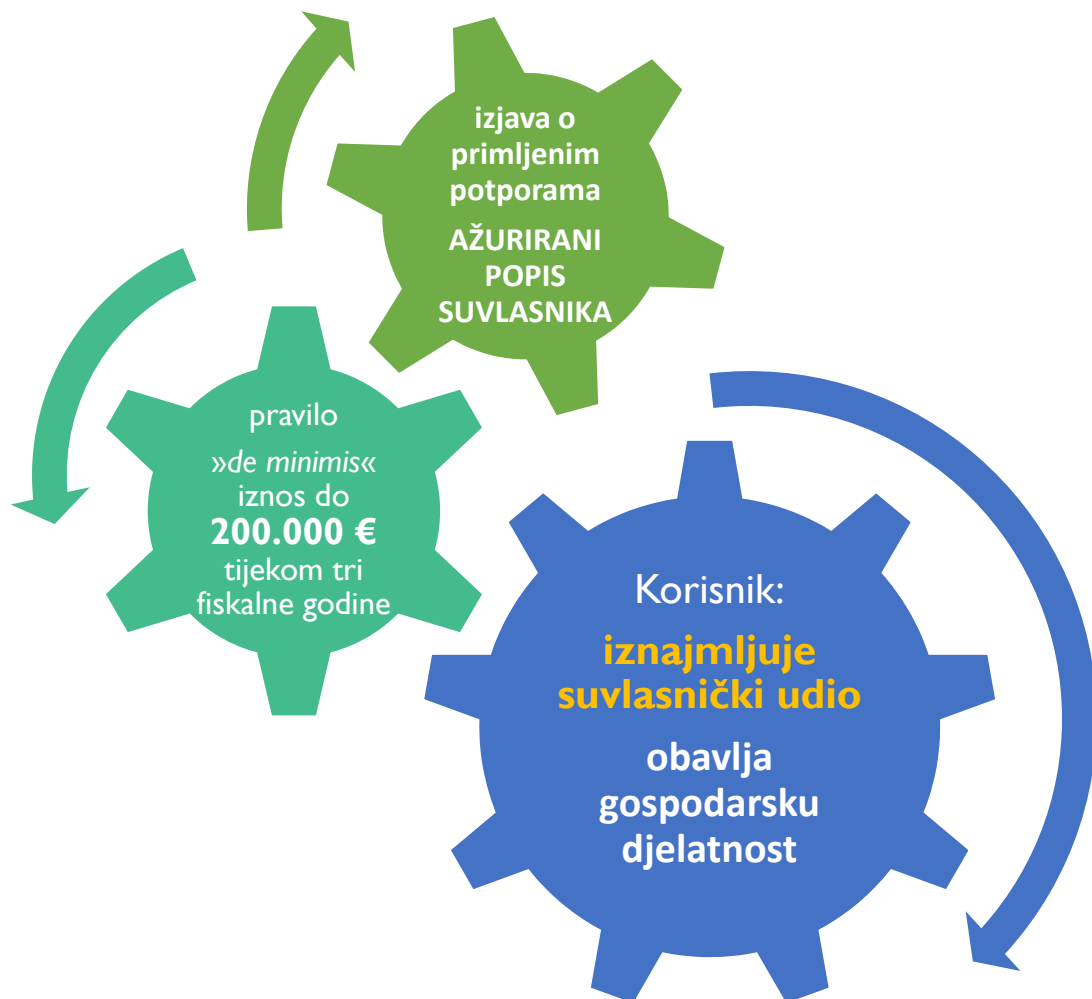 izjava o
primljenim
potporama
AŽURIRANI
POPIS
SUVLASNIKA
pravilo
»de minimis«
iznos do
200.000 €
tijekom tri
fiskalne godine
Korisnik:
iznajmljuje
suvlasnički udio
obavlja
gospodarsku
djelatnost